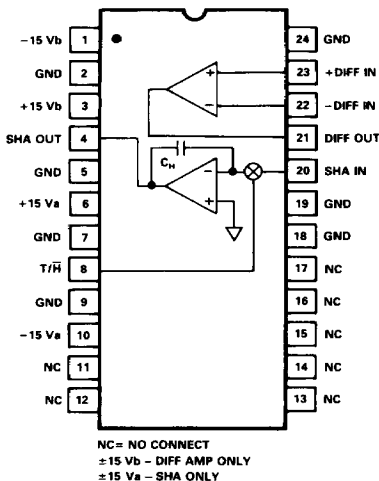 -15 Vb 1
GND 2
+15 Vb 3
SHA OUT 4
GND 5
+15 Va 6
GND 7
T/H̅ 8
GND 9
-15 Va 10
NC 11
NC 12
24 GND
23 +DIFF IN
22 -DIFF IN
21 DIFF OUT
20 SHA IN
19 GND
18 GND
17 NC
16 NC
15 NC
14 NC
13 NC
+
−
CH
−
+
NC= NO CONNECT
±15 Vb – DIFF AMP ONLY
±15 Va – SHA ONLY